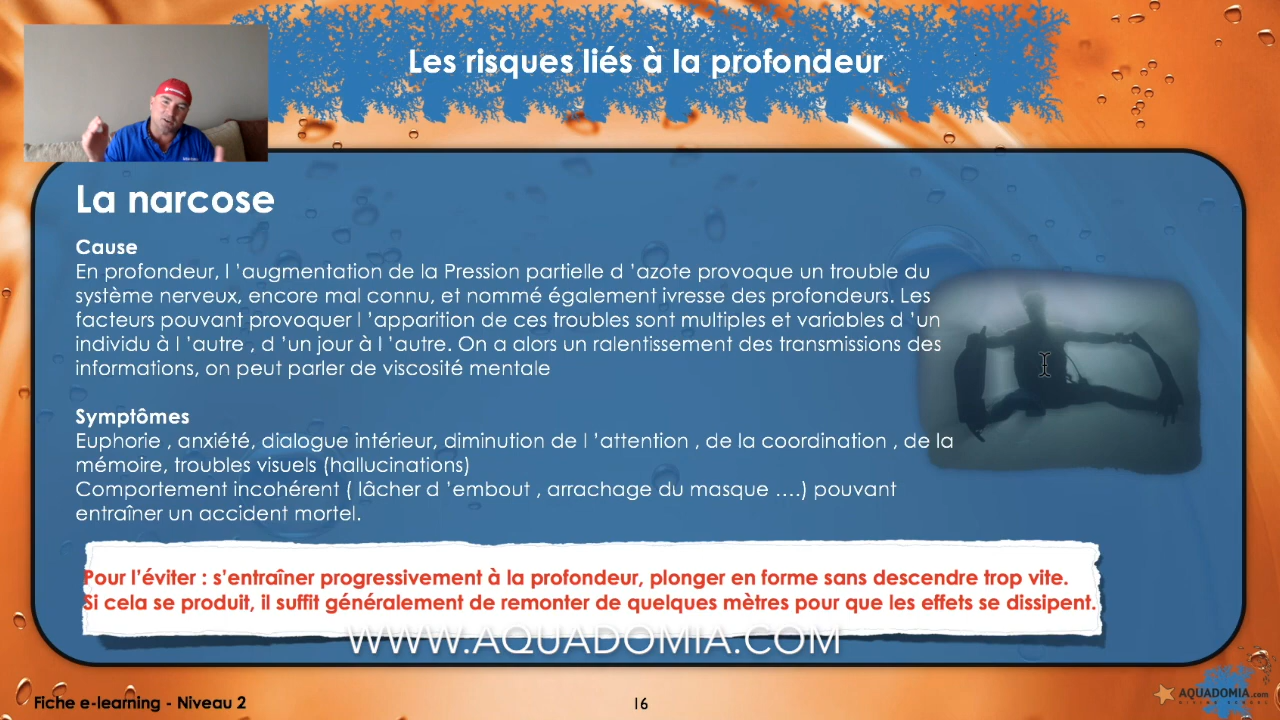 Les risques liés à la profondeur
La narcose
Cause
En profondeur, l ’augmentation de la Pression partielle d ’azote provoque un trouble du
système nerveux, encore mal connu, et nommé également ivresse des profondeurs. Les
facteurs pouvant provoquer l ’apparition de ces troubles sont multiples et variables d ’un
individu à l ’autre , d ’un jour à l ’autre. On a alors un ralentissement des transmissions des
informations, on peut parler de viscosité mentale
Symptômes
Euphorie , anxiété, dialogue intérieur, diminution de l ’attention , de la coordination , de la
mémoire, troubles visuels (hallucinations)
Comportement incohérent ( lâcher d ’embout , arrachage du masque ....) pouvant
entraîner un accident mortel.
Pour l’éviter : s’entraîner progressivement à la profondeur, plonger en forme sans descendre trop vite.
Si cela se produit, il suffit généralement de remonter de quelques mètres pour que les effets se dissipent.
WWW.AQUADOMIA.COM
Fiche e-learning - Niveau 2
16
AQUADOMIA.com
DIVING SCHOOL